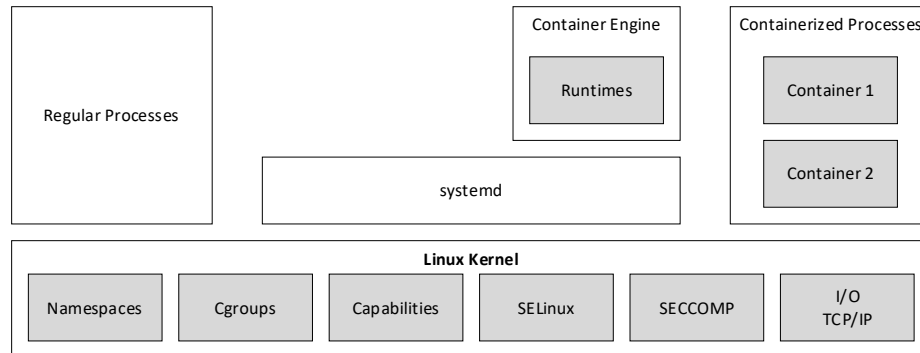 Container Engine
Containerized Processes
Runtimes
Container 1
Regular Processes
Container 2
systemd
Linux Kernel
Namespaces
Cgroups
Capabilities
SELinux
SECCOMP
I/O
TCP/IP